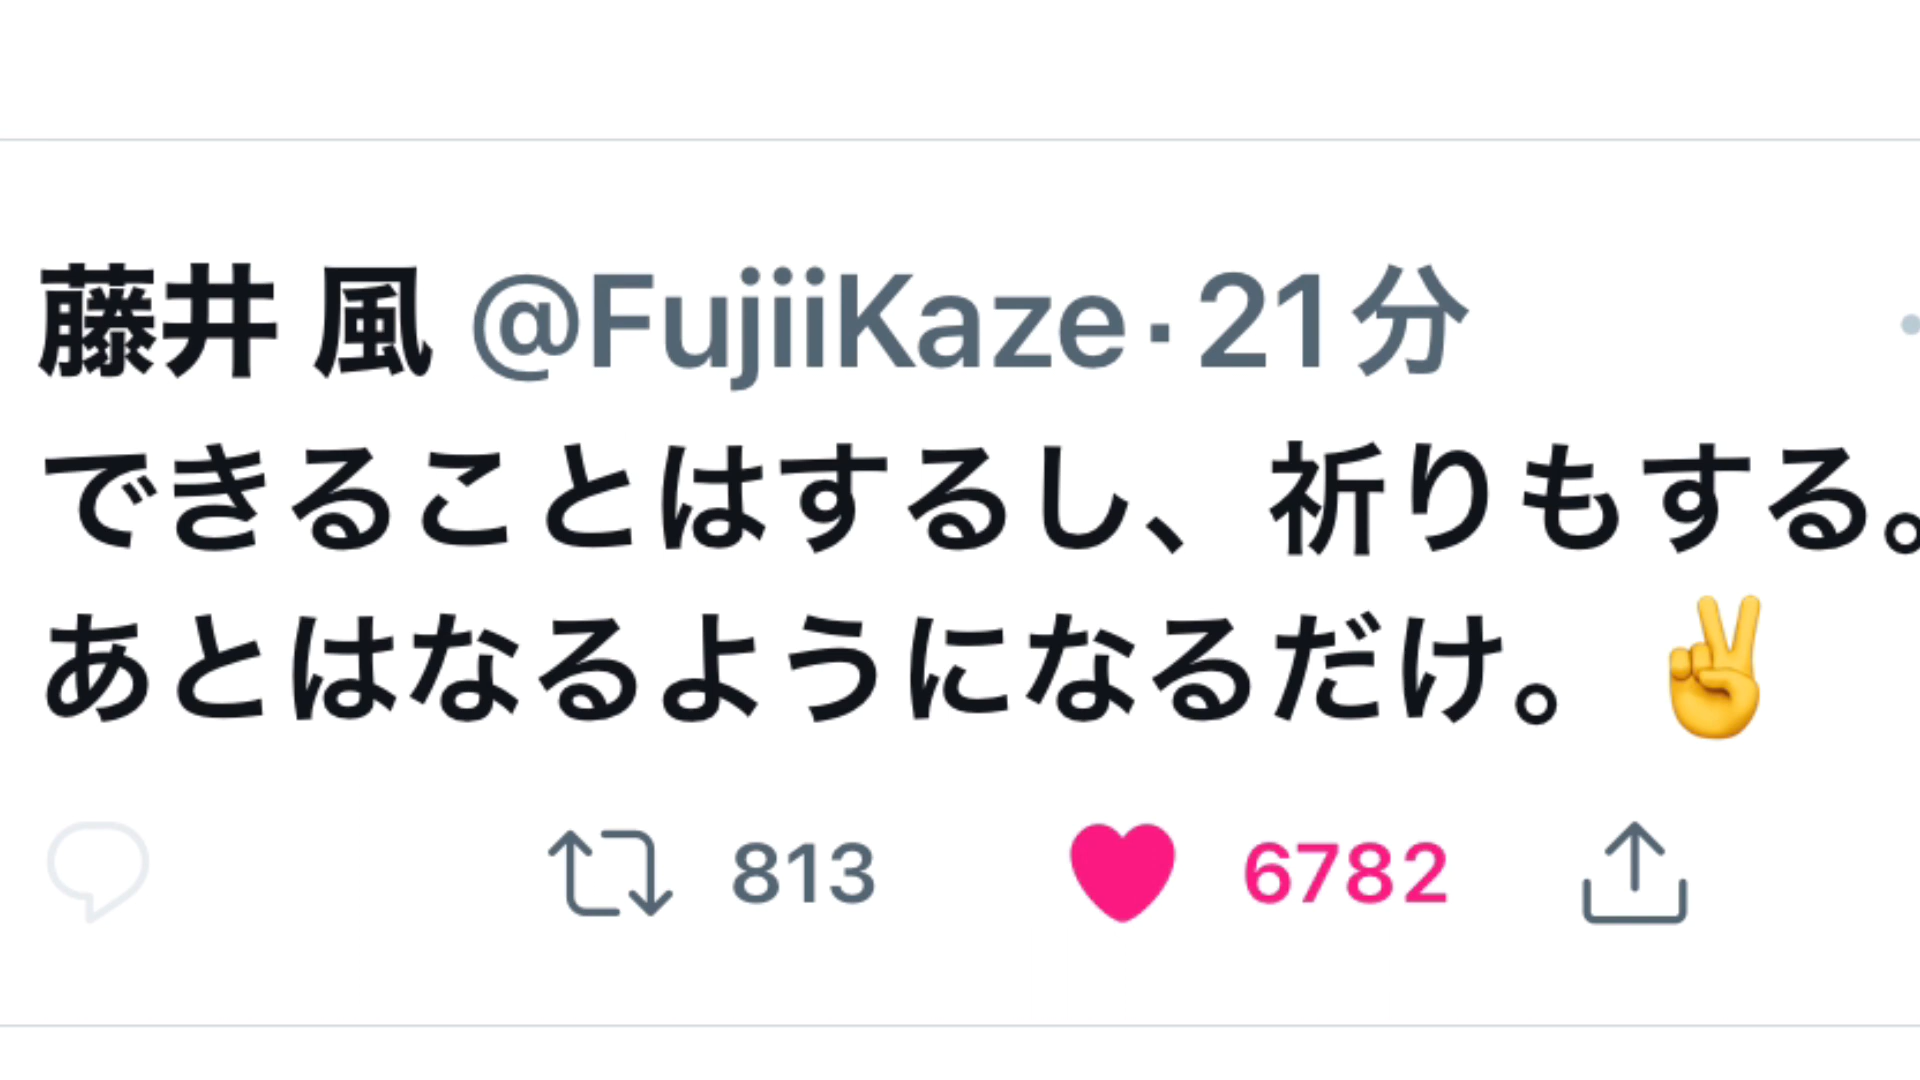 藤井 風 @FujiiKaze·21分
できることはするし、祈りもする。
あとはなるようになるだけ。✌️
813 6782